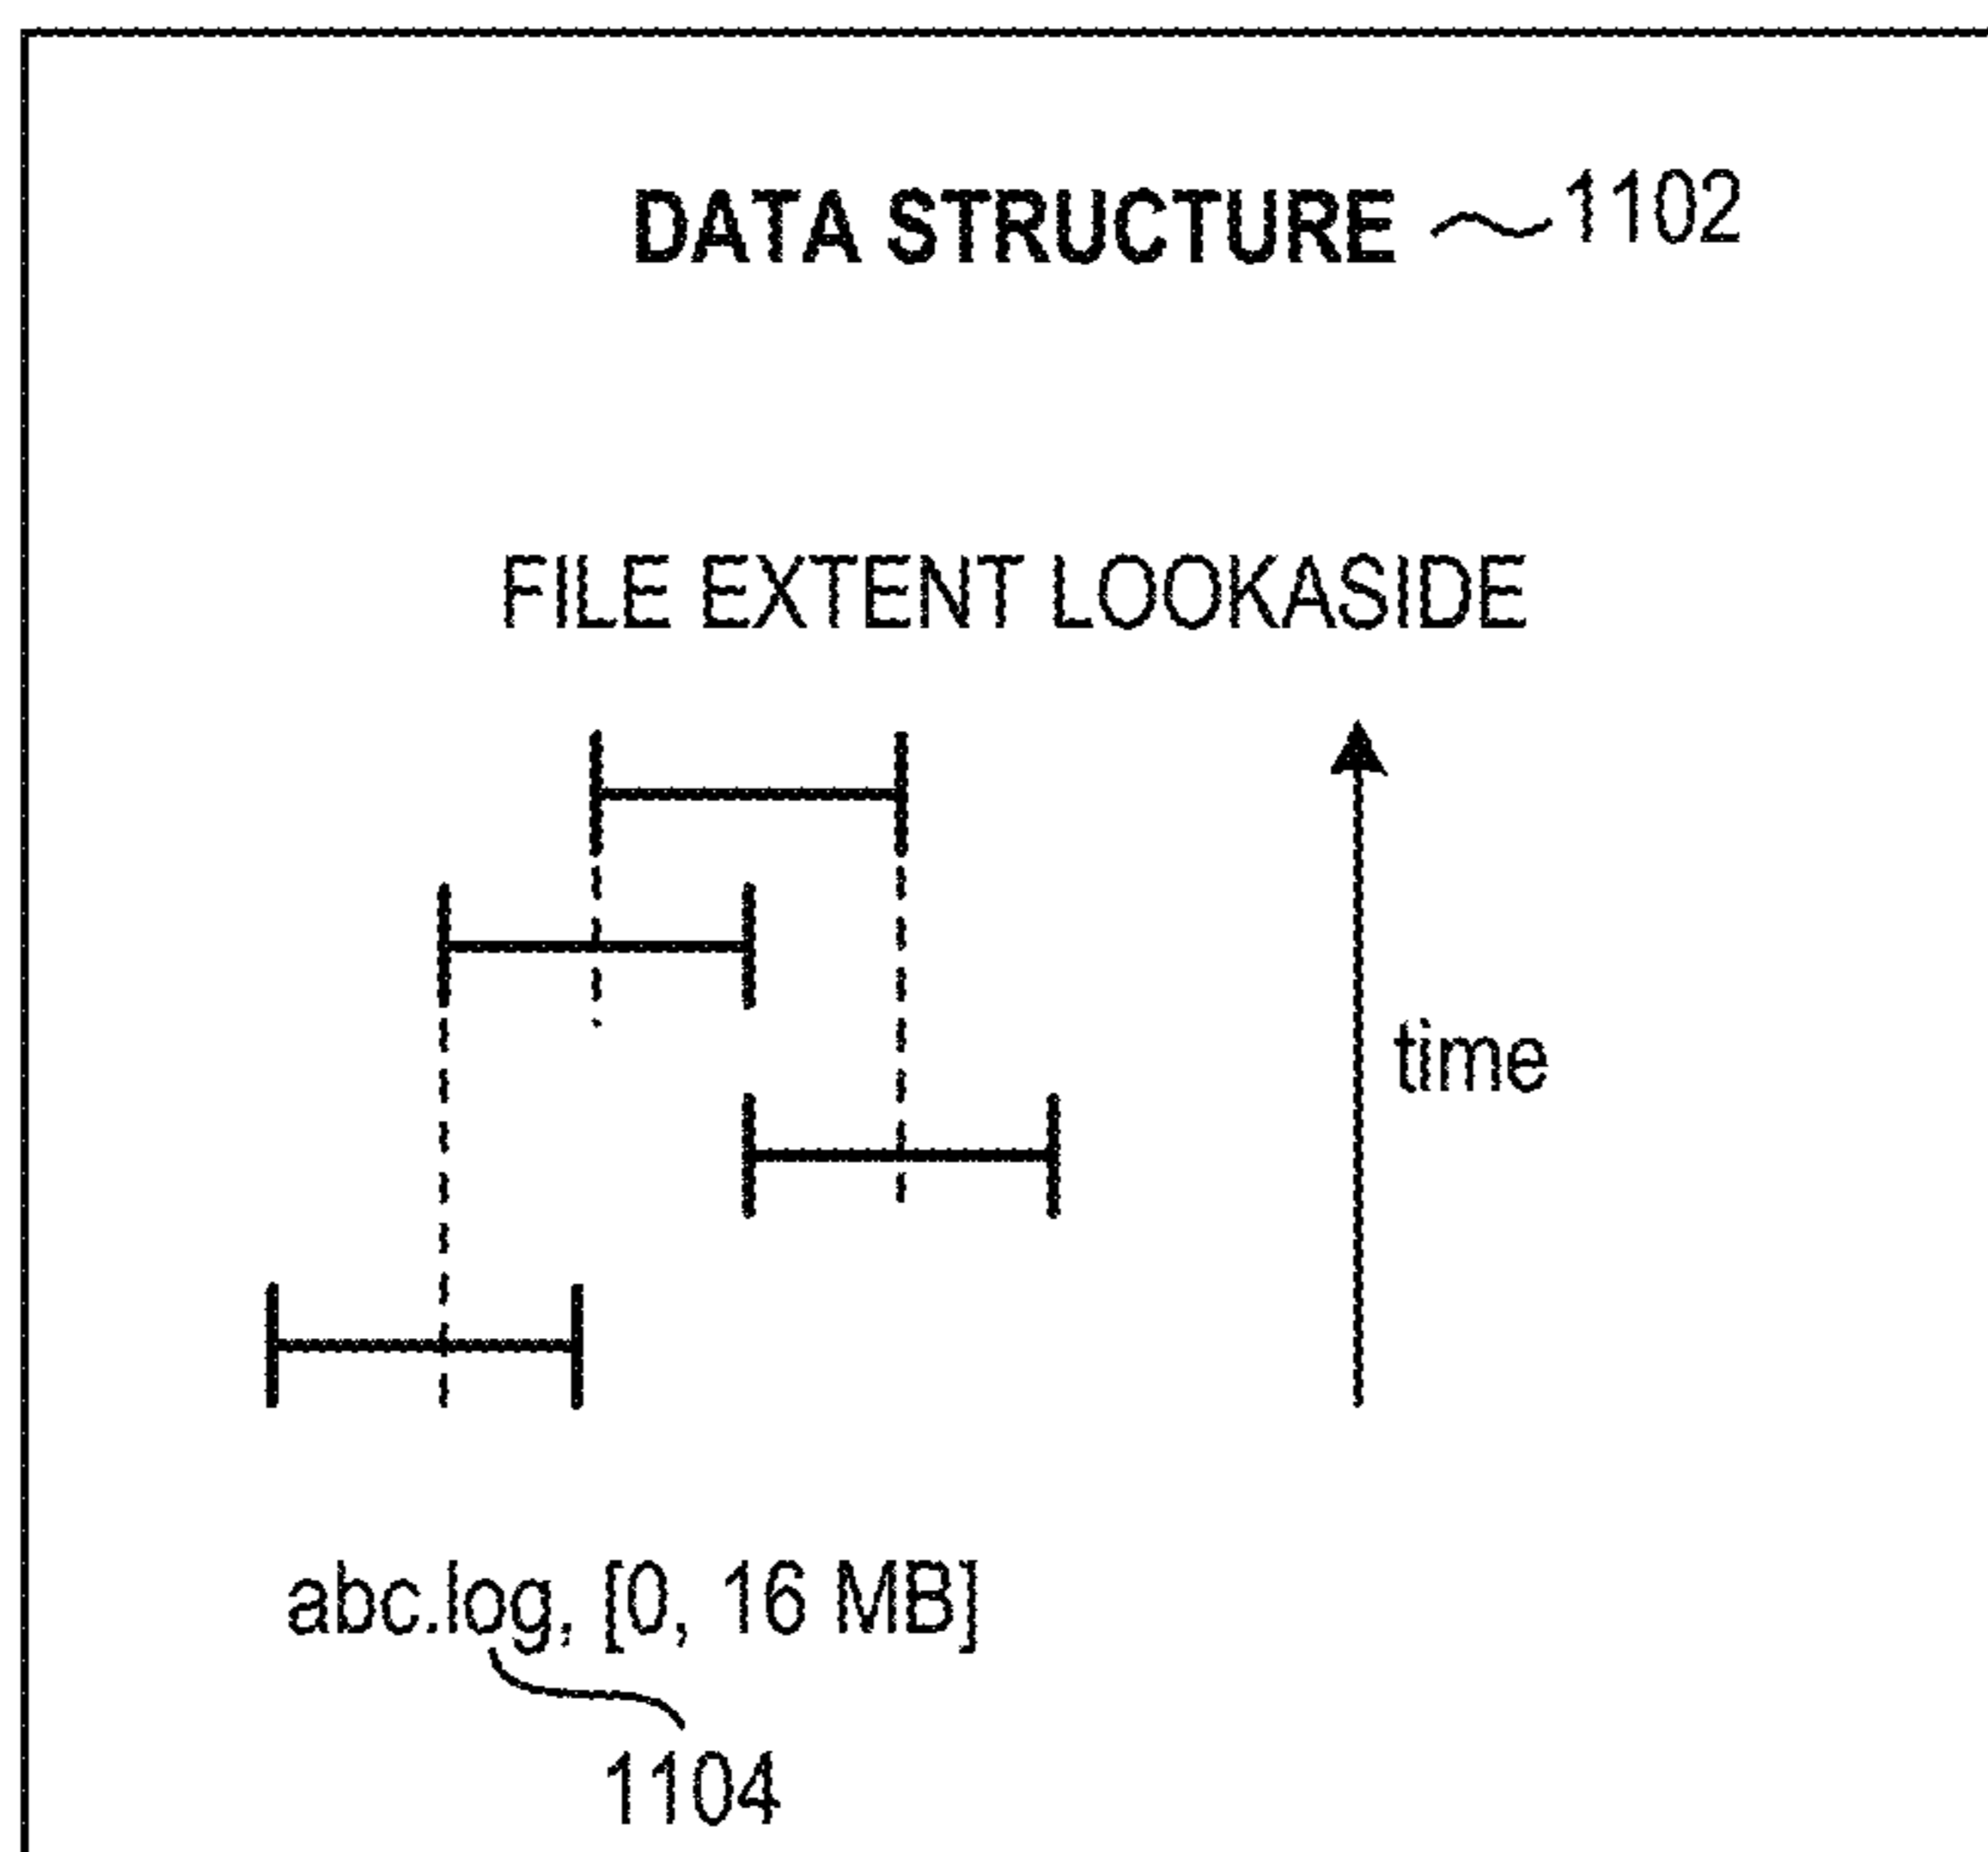 DATA STRUCTURE 1102
FILE EXTENT LOOKASIDE
time
abc.log, [0, 16 MB]
1104